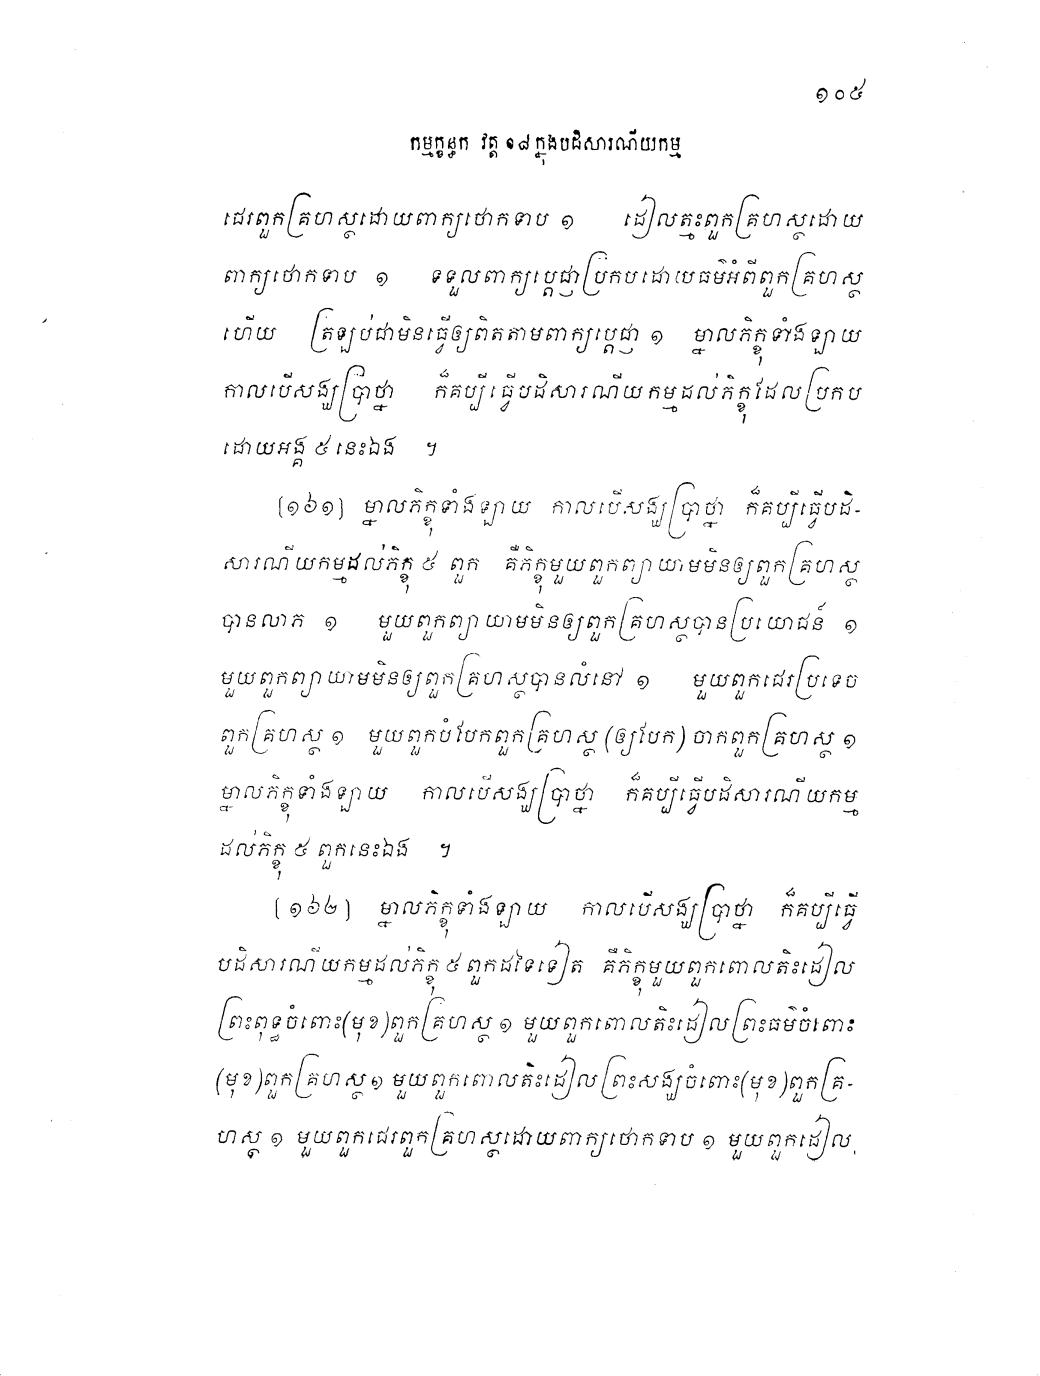 ១០៥
កម្មក្ខន្ធក វត្ត ១៨ ក្នុងបដិសារណីយកម្ម
ជេរពួកគ្រហស្ថដោយពាក្យថោកទាប ១ ដៀលត្មះពួកគ្រហស្ថដោយ
ពាក្យថោកទាប ១ ទទួលពាក្យប្តេជ្ញាប្រកបដោយធម៌អំពីពួកគ្រហស្ថ
ហើយ ត្រឡប់ជាមិនធ្វើឲ្យពិតតាមពាក្យប្តេជ្ញា ១ ម្នាលភិក្ខុទាំងឡាយ
កាលបើសង្ឃប្រាថ្នា ក៏គប្បីធ្វើបដិសារណីយកម្មដល់ភិក្ខុដែលប្រកប
ដោយអង្គ ៥ នេះឯង ។
[១៦១] ម្នាលភិក្ខុទាំងឡាយ កាលបើសង្ឃប្រាថ្នា ក៏គប្បីធ្វើបដិ-
សារណីយកម្មដល់ភិក្ខុ ៥ ពួក គឺភិក្ខុមួយពួកព្យាយាមមិនឲ្យពួកគ្រហស្ថ
បានលាភ ១ មួយពួកព្យាយាមមិនឲ្យពួកគ្រហស្ថបានប្រយោជន៍ ១
មួយពួកព្យាយាមមិនឲ្យពួកគ្រហស្ថបានលំនៅ ១ មួយពួកជេរប្រទេច
ពួកគ្រហស្ថ ១ មួយពួកបំបែកពួកគ្រហស្ថ (ឲ្យបែក) ចាកពួកគ្រហស្ថ ១
ម្នាលភិក្ខុទាំងឡាយ កាលបើសង្ឃប្រាថ្នា ក៏គប្បីធ្វើបដិសារណីយកម្ម
ដល់ភិក្ខុ ៥ ពួកនេះឯង ។
[១៦២] ម្នាលភិក្ខុទាំងឡាយ កាលបើសង្ឃប្រាថ្នា ក៏គប្បីធ្វើ
បដិសារណីយកម្មដល់ភិក្ខុ ៥ ពួកដទៃទៀត គឺភិក្ខុមួយពួកពោលតិះដៀល
ព្រះពុទ្ធចំពោះ(មុខ)ពួកគ្រហស្ថ ១ មួយពួកពោលតិះដៀលព្រះធម៌ចំពោះ
(មុខ)ពួកគ្រហស្ថ ១ មួយពួកពោលតិះដៀលព្រះសង្ឃចំពោះ(មុខ)ពួកគ្រ-
ហស្ថ ១ មួយពួកជេរពួកគ្រហស្ថដោយពាក្យថោកទាប ១ មួយពួកដៀល